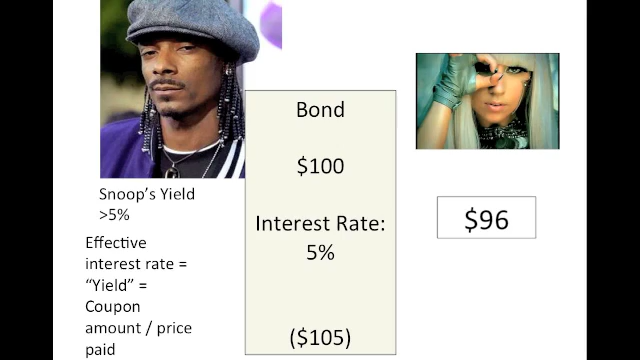 Snoop's Yield
>5%
Effective
interest rate =
“Yield” =
Coupon
amount / price
paid
Bond
$100
Interest Rate:
5%
($105)
$96